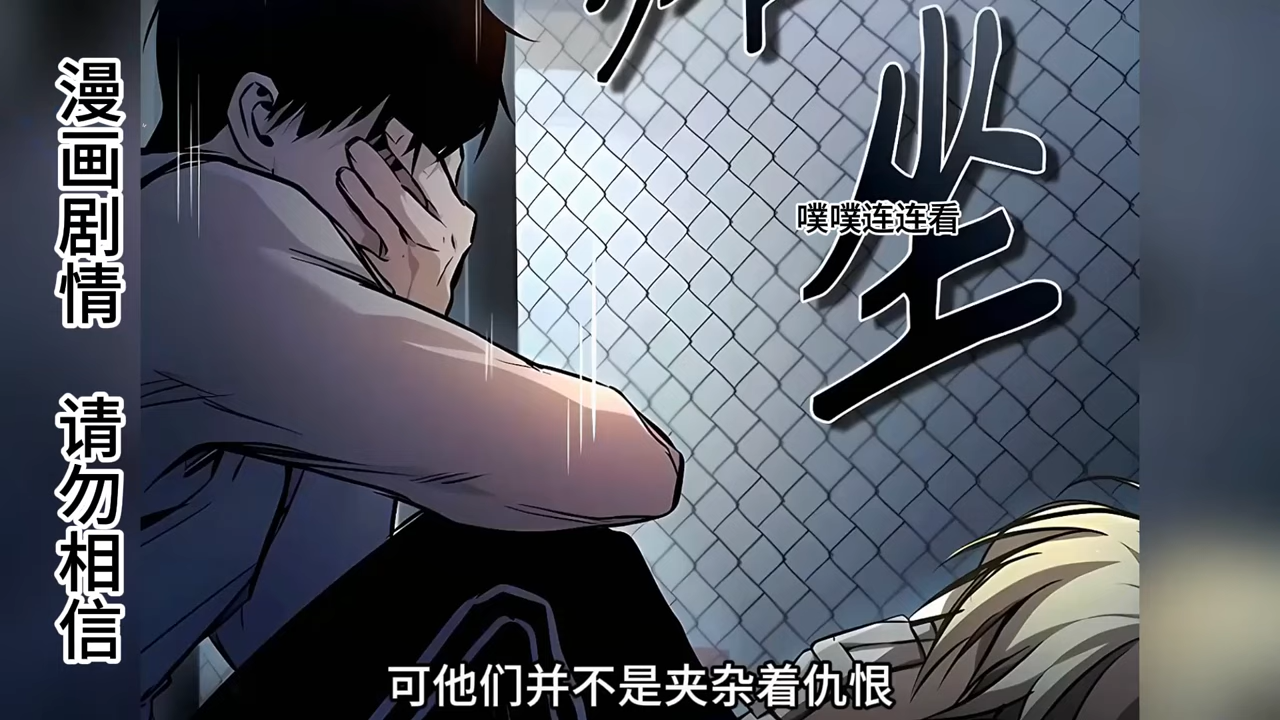 漫画剧情 请勿相信
坐
噗噗连连看
可他们并不是夹杂着仇恨